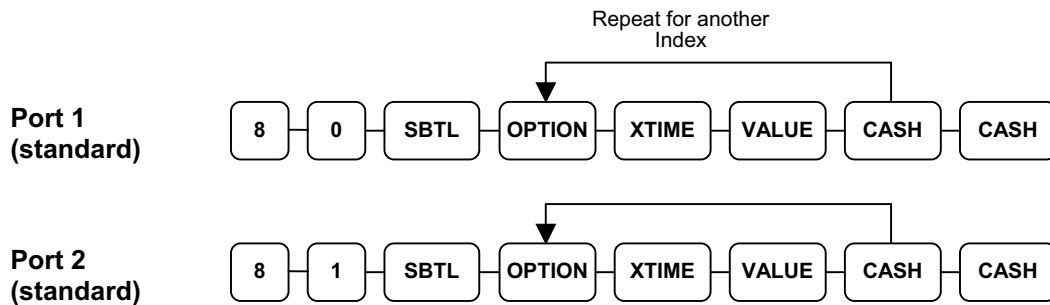 Repeat for another
Index
Port 1
(standard)
8 0 SBTL OPTION XTIME VALUE CASH CASH
Port 2
(standard)
8 1 SBTL OPTION XTIME VALUE CASH CASH